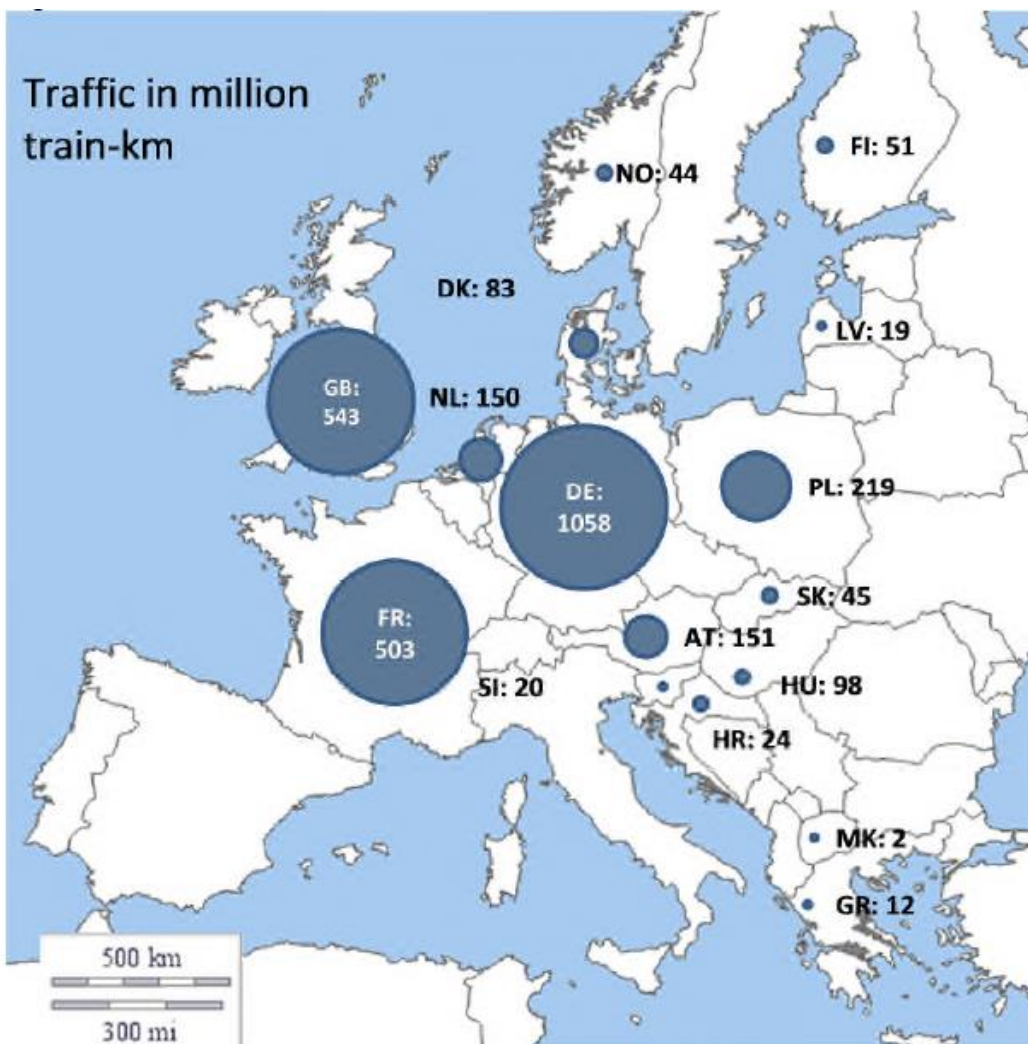 Traffic in million
train-km
FI: 51
NO: 44
DK: 83
LV: 19
GB:
543
NL: 150
DE:
1058
PL: 219
SK: 45
FR:
503
AT: 151
SI: 20
HU: 98
HR: 24
MK: 2
GR: 12
500 km
300 mi